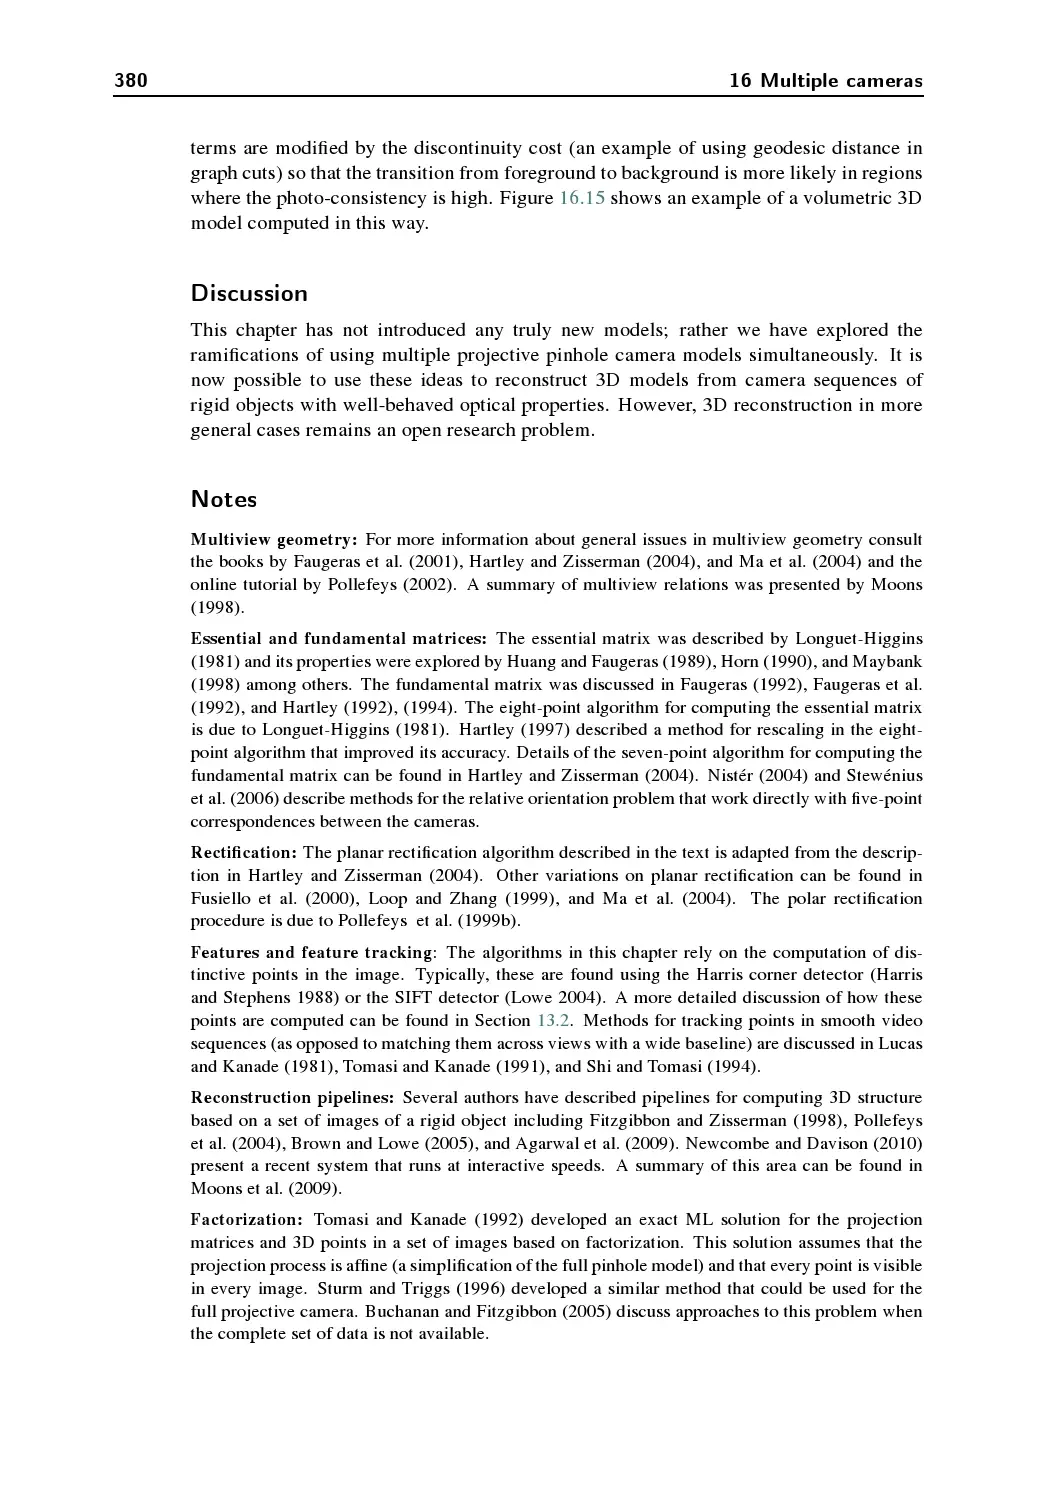 380
16 Multiple cameras
terms are modified by the discontinuity cost (an example of using geodesic distance in
graph cuts) so that the transition from foreground to background is more likely in regions
where the photo-consistency is high. Figure 16.15 shows an example of a volumetric 3D
model computed in this way.
Discussion
This chapter has not introduced any truly new models; rather we have explored the
ramifications of using multiple projective pinhole camera models simultaneously. It is
now possible to use these ideas to reconstruct 3D models from camera sequences of
rigid objects with well-behaved optical properties. However, 3D reconstruction in more
general cases remains an open research problem.
Notes
Multiview geometry: For more information about general issues in multiview geometry consult
the books by Faugeras et al. (2001), Hartley and Zisserman (2004), and Ma et al. (2004) and the
online tutorial by Pollefeys (2002). A summary of multiview relations was presented by Moons
(1998).
Essential and fundamental matrices: The essential matrix was described by Longuet-Higgins
(1981) and its properties were explored by Huang and Faugeras (1989), Horn (1990), and Maybank
(1998) among others. The fundamental matrix was discussed in Faugeras (1992), Faugeras et al.
(1992), and Hartley (1992), (1994). The eight-point algorithm for computing the essential matrix
is due to Longuet-Higgins (1981). Hartley (1997) described a method for rescaling in the eight-
point algorithm that improved its accuracy. Details of the seven-point algorithm for computing the
fundamental matrix can be found in Hartley and Zisserman (2004). Nistér (2004) and Stewénius
et al. (2006) describe methods for the relative orientation problem that work directly with five-point
correspondences between the cameras.
Rectification: The planar rectification algorithm described in the text is adapted from the descrip-
tion in Hartley and Zisserman (2004). Other variations on planar rectification can be found in
Fusiello et al. (2000), Loop and Zhang (1999), and Ma et al. (2004). The polar rectification
procedure is due to Pollefeys et al. (1999b).
Features and feature tracking: The algorithms in this chapter rely on the computation of dis-
tinctive points in the image. Typically, these are found using the Harris corner detector (Harris
and Stephens 1988) or the SIFT detector (Lowe 2004). A more detailed discussion of how these
points are computed can be found in Section 13.2. Methods for tracking points in smooth video
sequences (as opposed to matching them across views with a wide baseline) are discussed in Lucas
and Kanade (1981), Tomasi and Kanade (1991), and Shi and Tomasi (1994).
Reconstruction pipelines: Several authors have described pipelines for computing 3D structure
based on a set of images of a rigid object including Fitzgibbon and Zisserman (1998), Pollefeys
et al. (2004), Brown and Lowe (2005), and Agarwal et al. (2009). Newcombe and Davison (2010)
present a recent system that runs at interactive speeds. A summary of this area can be found in
Moons et al. (2009).
Factorization: Tomasi and Kanade (1992) developed an exact ML solution for the projection
matrices and 3D points in a set of images based on factorization. This solution assumes that the
projection process is affine (a simplification of the full pinhole model) and that every point is visible
in every image. Sturm and Triggs (1996) developed a similar method that could be used for the
full projective camera. Buchanan and Fitzgibbon (2005) discuss approaches to this problem when
the complete set of data is not available.